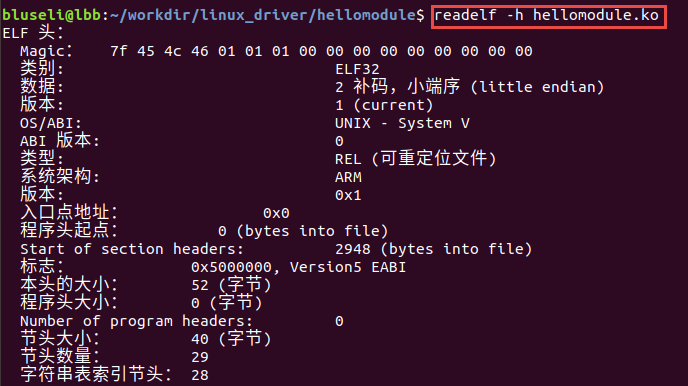 bluseli@lbb:~/workdir/linux_driver/hellomodule$ readelf -h hellomodule.ko
ELF 头：
  Magic：   7f 45 4c 46 01 01 01 00 00 00 00 00 00 00 00 00
  类别:                              ELF32
  数据:                              2 补码，小端序 (little endian)
  版本:                              1 (current)
  OS/ABI:                            UNIX - System V
  ABI 版本:                          0
  类型:                              REL (可重定位文件)
  系统架构:                          ARM
  版本:                              0x1
  入口点地址：              0x0
  程序头起点：          0 (bytes into file)
  Start of section headers:          2948 (bytes into file)
  标志：             0x5000000, Version5 EABI
  本头的大小：       52 (字节)
  程序头大小：       0 (字节)
  Number of program headers:         0
  节头大小：         40 (字节)
  节头数量：         29
  字符串表索引节头： 28